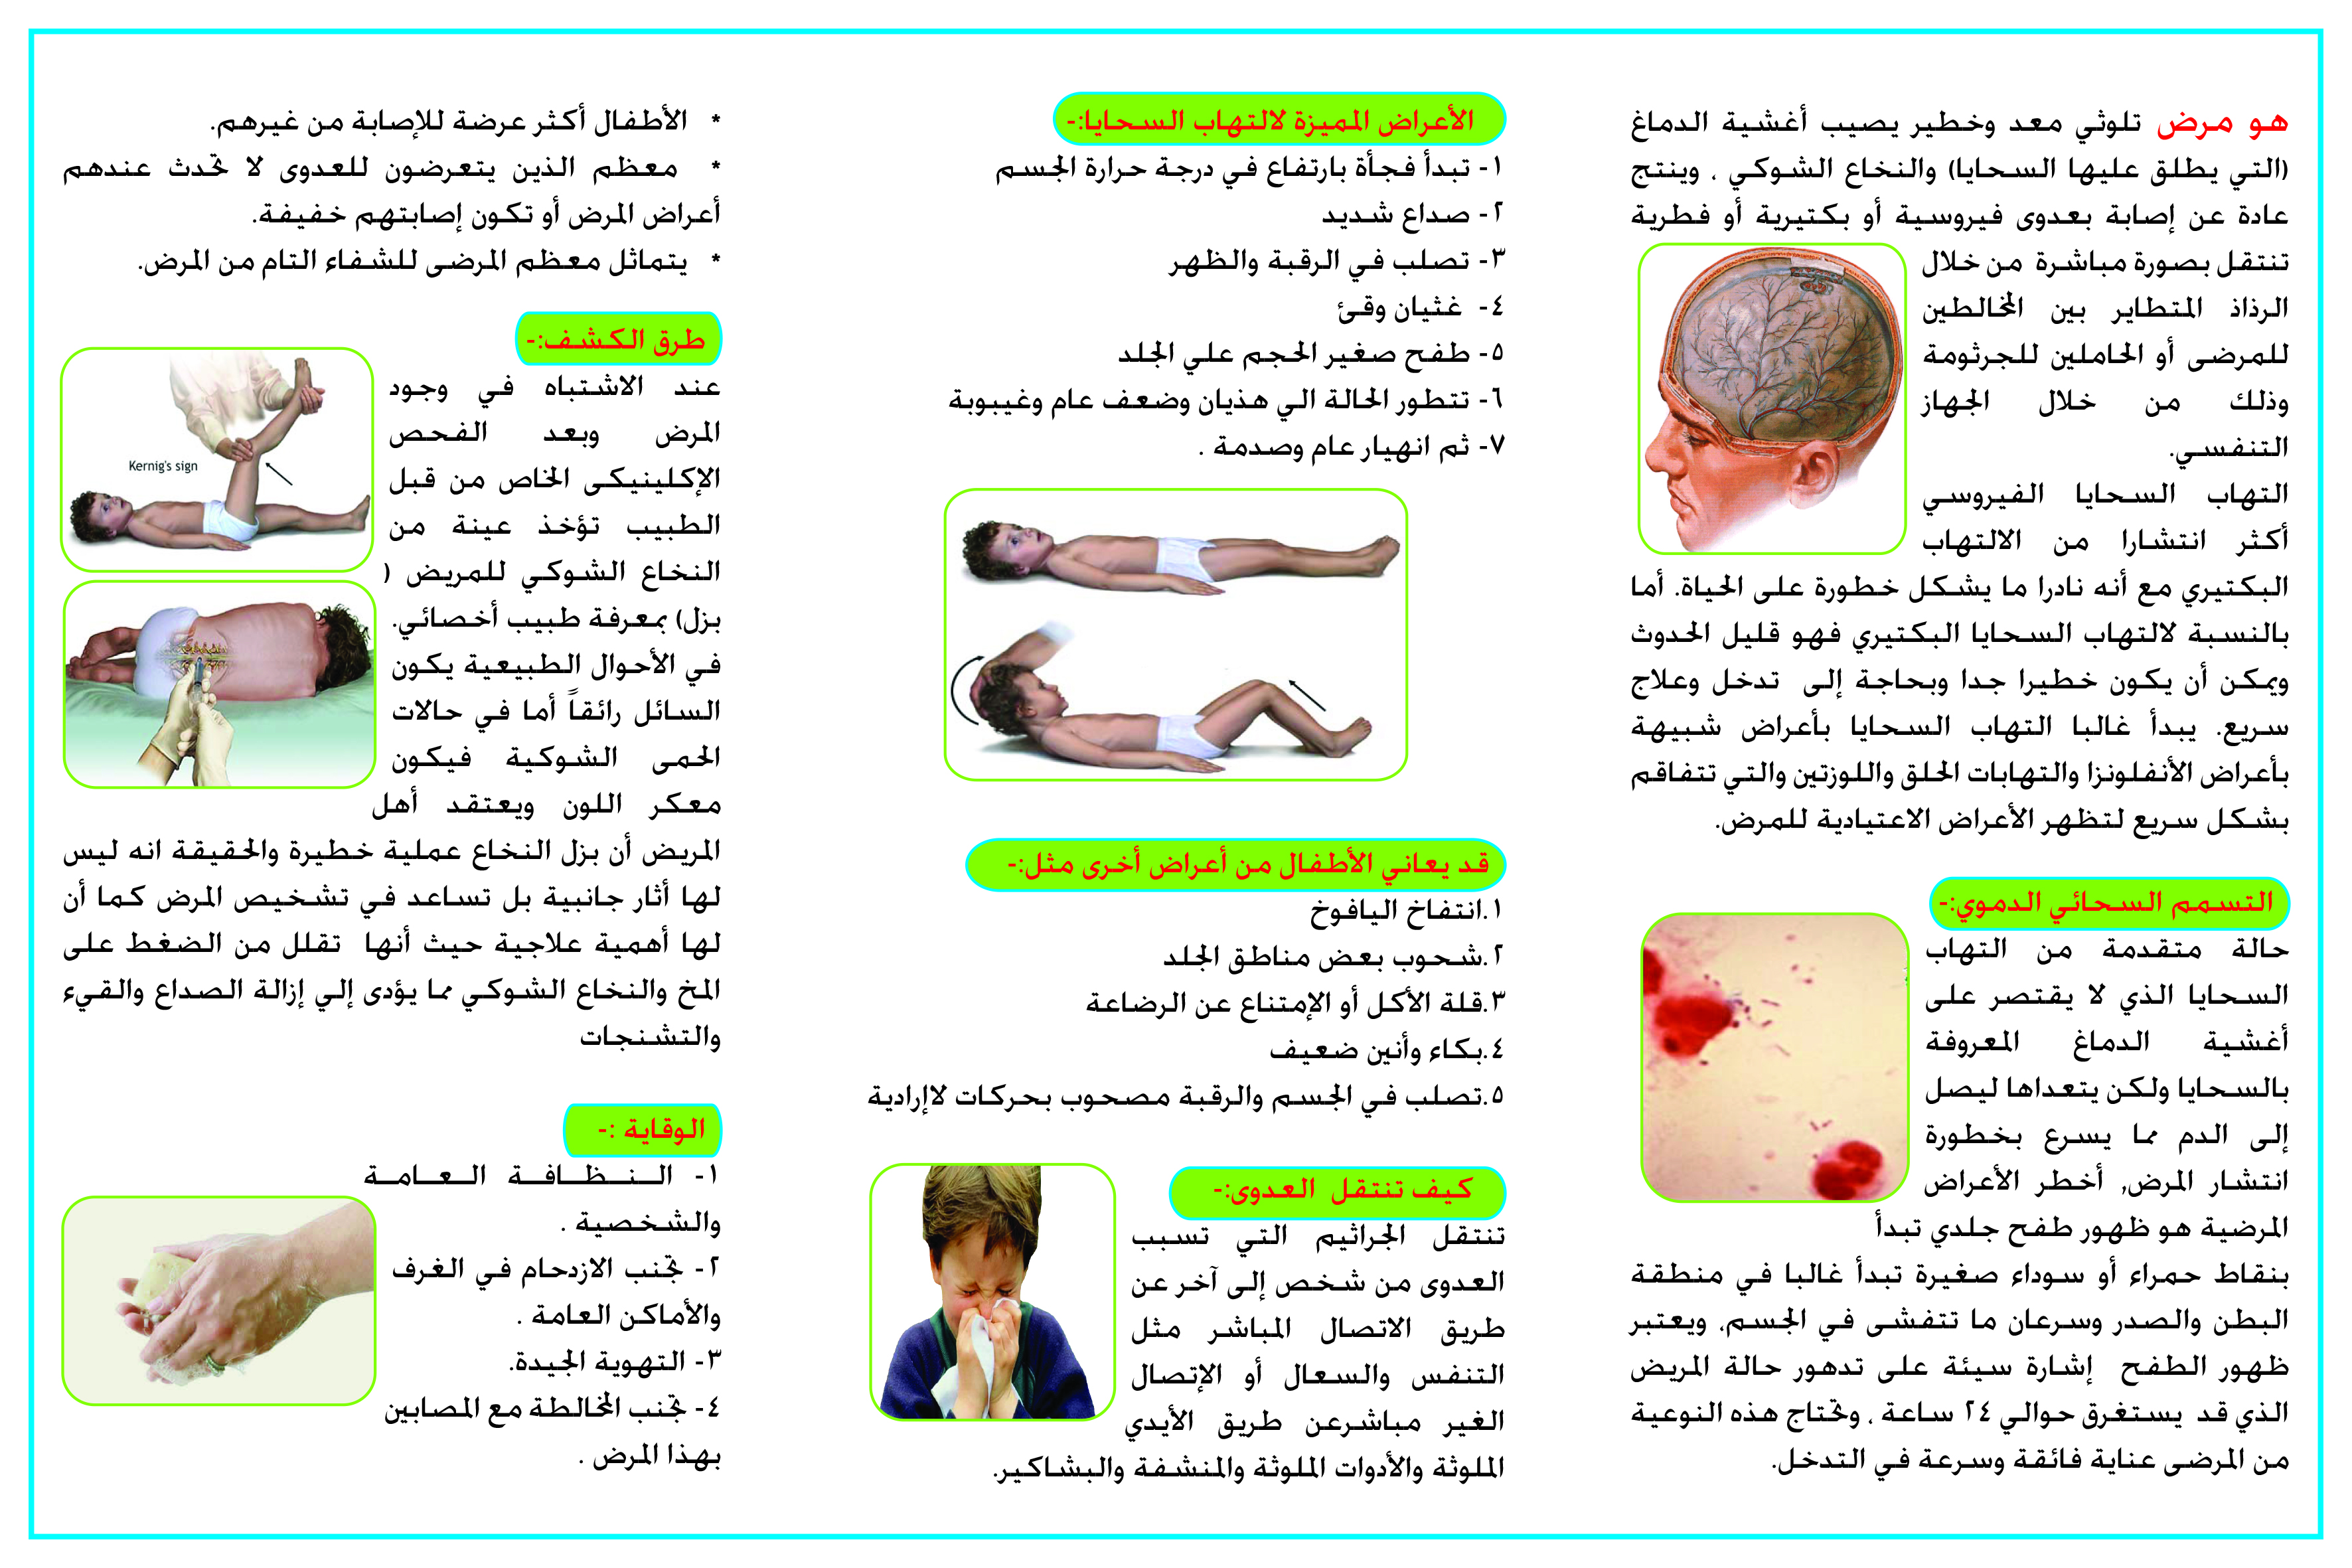 هو مرض تلوثي معد وخطير يصيب أغشية الدماغ
(التي يطلق عليها السحايا) والنخاع الشوكي ، وينتج
عادة عن إصابة بعدوى فيروسية أو بكتيرية أو فطرية
تنتقل بصورة مباشرة من خلال
الرذاذ المتطاير بين المخالطين
للمرضى أو الحاملين للجرثومة
وذلك من خلال الجهاز
التنفسي.
التهاب السحايا الفيروسي
أكثر انتشارا من الالتهاب
البكتيري مع أنه نادرا ما يشكل خطورة على الحياة. أما
بالنسبة لالتهاب السحايا البكتيري فهو قليل الحدوث
ويمكن أن يكون خطيرا جدا وبحاجة إلى تدخل وعلاج
سريع. يبدأ غالبا التهاب السحايا بأعراض شبيهة
بأعراض الأنفلونزا والتهابات الحلق واللوزتين والتي تتفاقم
بشكل سريع لتظهر الأعراض الاعتيادية للمرض.
التسمم السحائي الدموي:-
حالة متقدمة من التهاب
السحايا الذي لا يقتصر على
أغشية الدماغ المعروفة
بالسحايا ولكن يتعداها ليصل
إلى الدم مما يسرع بخطورة
انتشار المرض, أخطر الأعراض
المرضية هو ظهور طفح جلدي تبدأ
بنقاط حمراء أو سوداء صغيرة تبدأ غالبا في منطقة
البطن والصدر وسرعان ما تتفشى في الجسم، ويعتبر
ظهور الطفح إشارة سيئة على تدهور حالة المريض
الذي قد يستغرق حوالي ٢٤ ساعة ، وتحتاج هذه النوعية
من المرضى عناية فائقة وسرعة في التدخل.
الأعراض المميزة لالتهاب السحايا:-
١- تبدأ فجأة بارتفاع في درجة حرارة الجسم
٢- صداع شديد
٣- تصلب في الرقبة والظهر
٤- غثيان وقئ
٥- طفح صغير الحجم علي الجلد
٦- تتطور الحالة الي هذيان وضعف عام وغيبوبة
٧- ثم انهيار عام وصدمة .
قد يعاني الأطفال من أعراض أخرى مثل:-
١.انتفاخ اليافوخ
٢.شحوب بعض مناطق الجلد
٣.قلة الأكل أو الإمتناع عن الرضاعة
٤.بكاء وأنين ضعيف
٥.تصلب في الجسم والرقبة مصحوب بحركات لاإرادية
كيف تنتقل العدوى:-
تنتقل الجراثيم التي تسبب
العدوى من شخص إلى آخر عن
طريق الاتصال المباشر مثل
التنفس والسعال أو الإتصال
الغير مباشرعن طريق الأيدي
الملوثة والأدوات الملوثة والمنشفة والبشاكير.
* الأطفال أكثر عرضة للإصابة من غيرهم.
* معظم الذين يتعرضون للعدوى لا تحدث عندهم
أعراض المرض أو تكون إصابتهم خفيفة.
* يتماثل معظم المرضى للشفاء التام من المرض.
طرق الكشف:-
عند الاشتباه في وجود
المرض وبعد الفحص
الإكلينيكى الخاص من قبل
الطبيب تؤخذ عينة من
النخاع الشوكي للمريض (
بزل) بمعرفة طبيب أخصائي.
في الأحوال الطبيعية يكون
السائل رائقاً أما في حالات
الحمى الشوكية فيكون
معكر اللون ويعتقد أهل
المريض أن بزل النخاع عملية خطيرة والحقيقة انه ليس
لها أثار جانبية بل تساعد في تشخيص المرض كما أن
لها أهمية علاجية حيث أنها تقلل من الضغط على
المخ والنخاع الشوكي مما يؤدى إلي إزالة الصداع والقيء
والتشنجات
Kernig's sign
الوقاية :-
١- النظافة العامة
والشخصية .
٢- تجنب الازدحام في الغرف
والأماكن العامة .
٣- التهوية الجيدة.
٤- تجنب المخالطة مع المصابين
بهذا المرض .